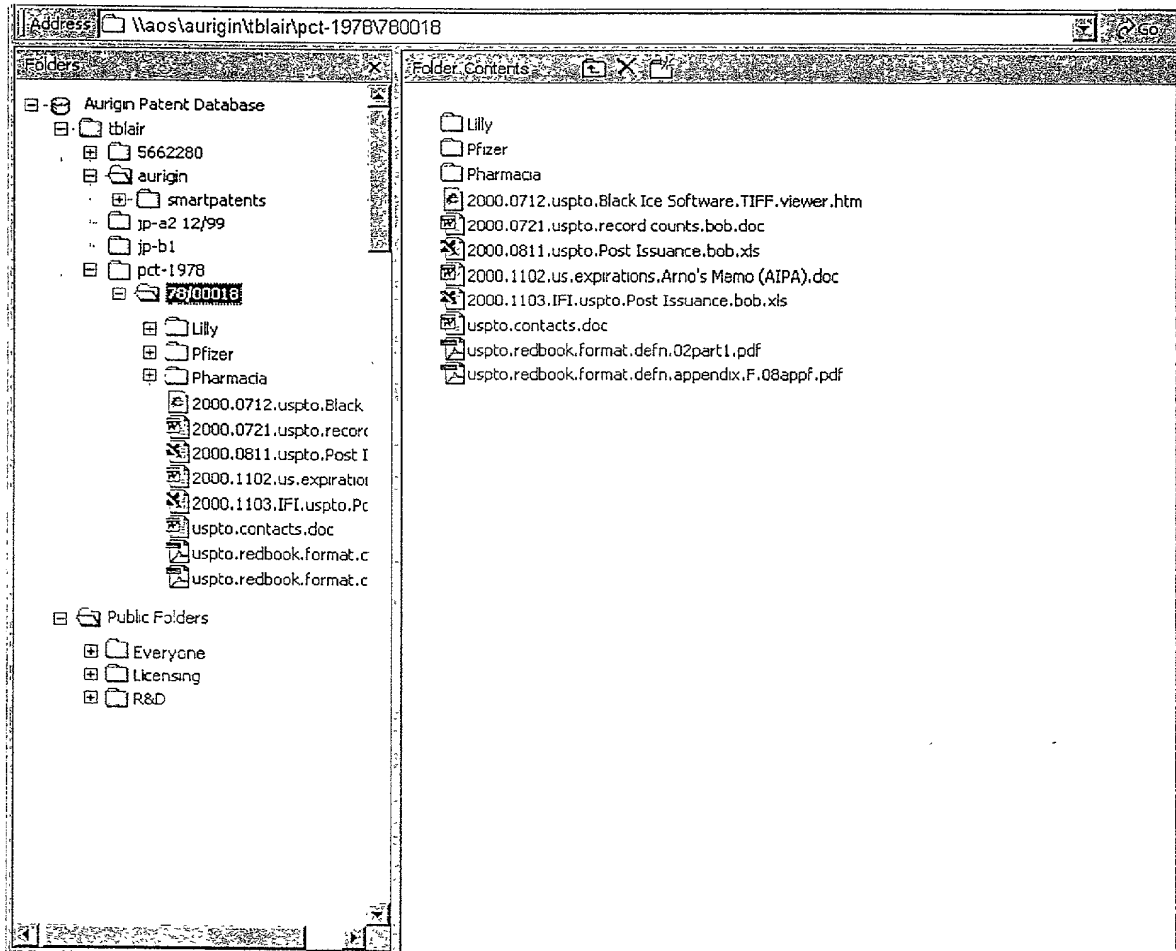 Address \\aos\aurigin\tblair\pct-1978\780018 Go
Folders
Aurigin Patent Database
tblair
5662280
aurigin
smartpatents
jp-a2 12/99
jp-b1
pct-1978
78/00018
Lilly
Pfizer
Pharmacia
2000.0712.uspto.Black
2000.0721.uspto.recor
2000.0811.uspto.Post I
2000.1102.us.expiration
2000.1103.IFI.uspto.Po
uspto.contacts.doc
uspto.redbook.format.c
uspto.redbook.format.c
Public Folders
Everyone
Licensing
R&D
Folder Contents
Lilly
Pfizer
Pharmacia
2000.0712.uspto.Black Ice Software.TIFF.viewer.htm
2000.0721.uspto.record counts.bob.doc
2000.0811.uspto.Post Issuance.bob.xls
2000.1102.us.expirations.Arno's Memo (AIPA).doc
2000.1103.IFI.uspto.Post Issuance.bob.xls
uspto.contacts.doc
uspto.redbook.format.defn.02part1.pdf
uspto.redbook.format.defn.appendix.F.08appf.pdf